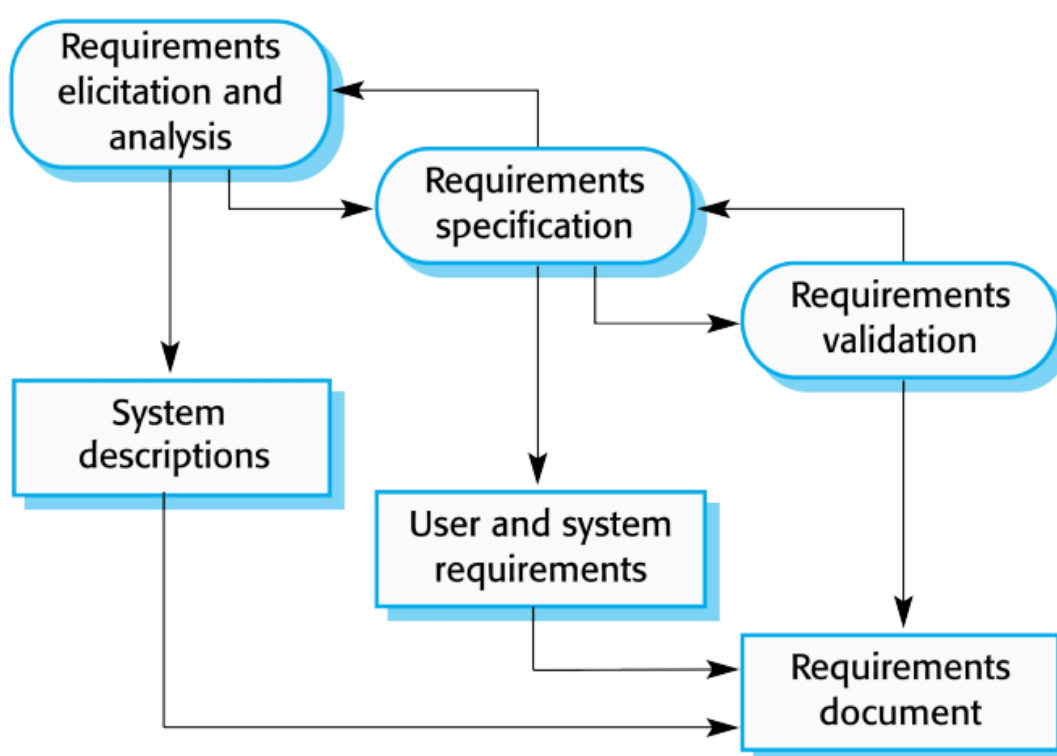 Requirements
elicitation and
analysis
Requirements
specification
Requirements
validation
System
descriptions
User and system
requirements
Requirements
document